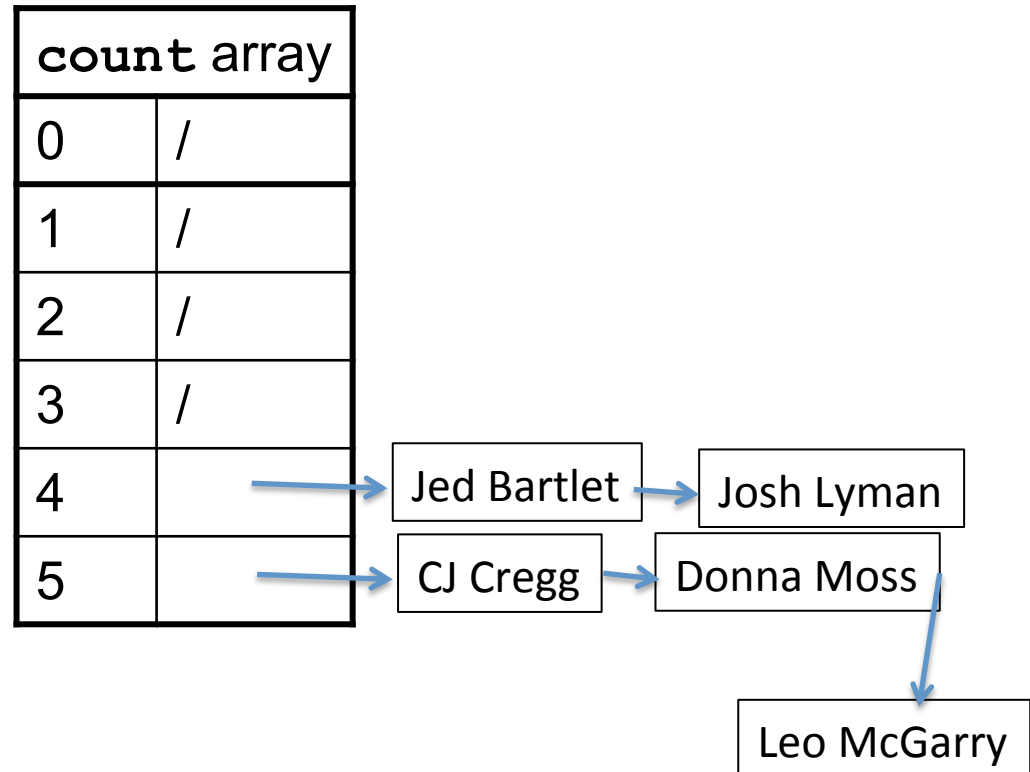 count array
0 /
1 /
2 /
3 /
4 Jed Bartlet Josh Lyman
5 CJ Cregg Donna Moss
Leo McGarry